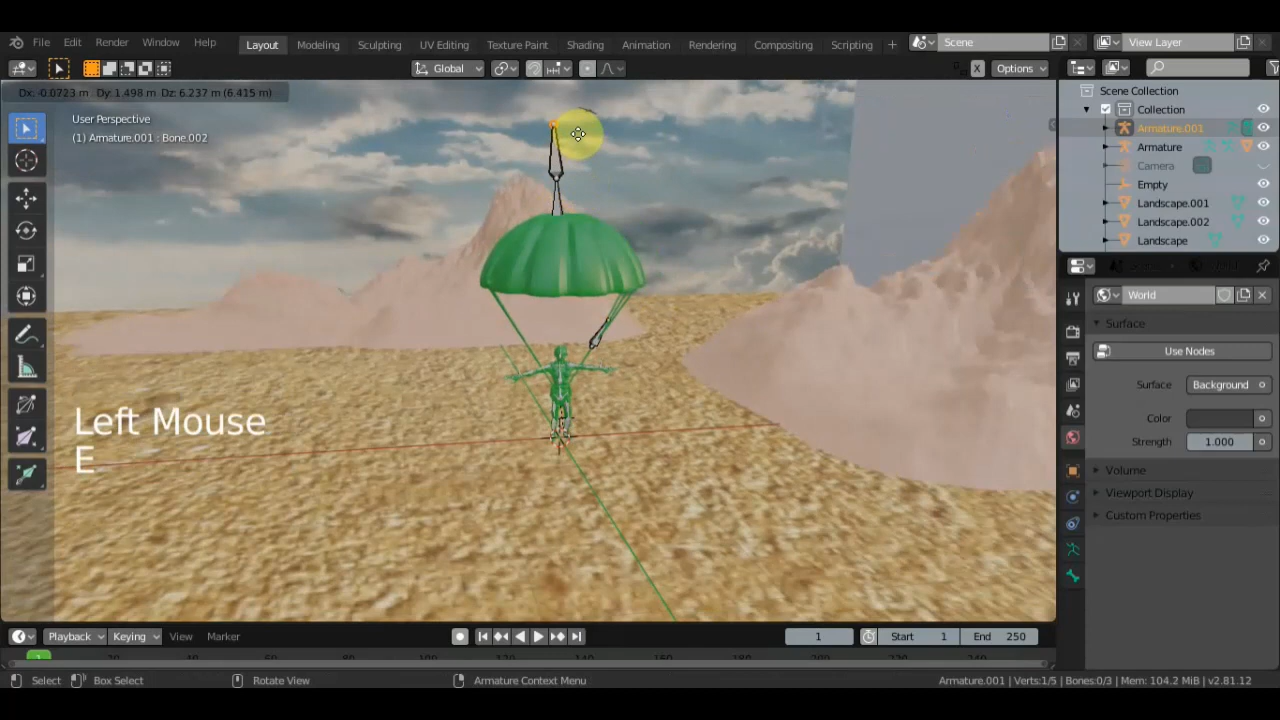 File Edit Render Window Help Layout Modeling Sculpting UV Editing Texture Paint Shading Animation Rendering Compositing Scripting + Scene View Layer
Global X Options
Dx: -0.0723 m Dy: 1.498 m Dz: 6.237 m (6.415 m)
User Perspective
(1) Armature.001 : Bone.002
Scene Collection
Collection
Armature.001
Armature
Camera
Empty
Landscape.001
Landscape.002
Landscape
World
Surface
Use Nodes
Surface Background
Color
Strength 1.000
Volume
Viewport Display
Custom Properties
Left Mouse
E
Playback Keying View Marker 1 Start 1 End 250
1
Select Box Select Rotate View Armature Context Menu Armature.001 | Verts:1/5 | Bones:0/3 | Mem: 104.2 MiB | v2.81.12